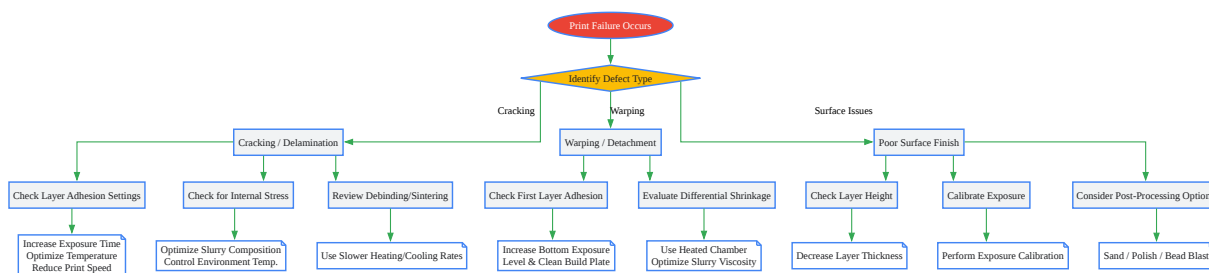 Print Failure Occurs
Identify Defect Type
Cracking
Warping
Surface Issues
Cracking / Delamination
Warping / Detachment
Poor Surface Finish
Check Layer Adhesion Settings
Check for Internal Stress
Review Debinding/Sintering
Check First Layer Adhesion
Evaluate Differential Shrinkage
Check Layer Height
Calibrate Exposure
Consider Post-Processing Option
Increase Exposure Time
Optimize Temperature
Reduce Print Speed
Optimize Slurry Composition
Control Environment Temp.
Use Slower Heating/Cooling Rates
Increase Bottom Exposure
Level & Clean Build Plate
Use Heated Chamber
Optimize Slurry Viscosity
Decrease Layer Thickness
Perform Exposure Calibration
Sand / Polish / Bead Blast